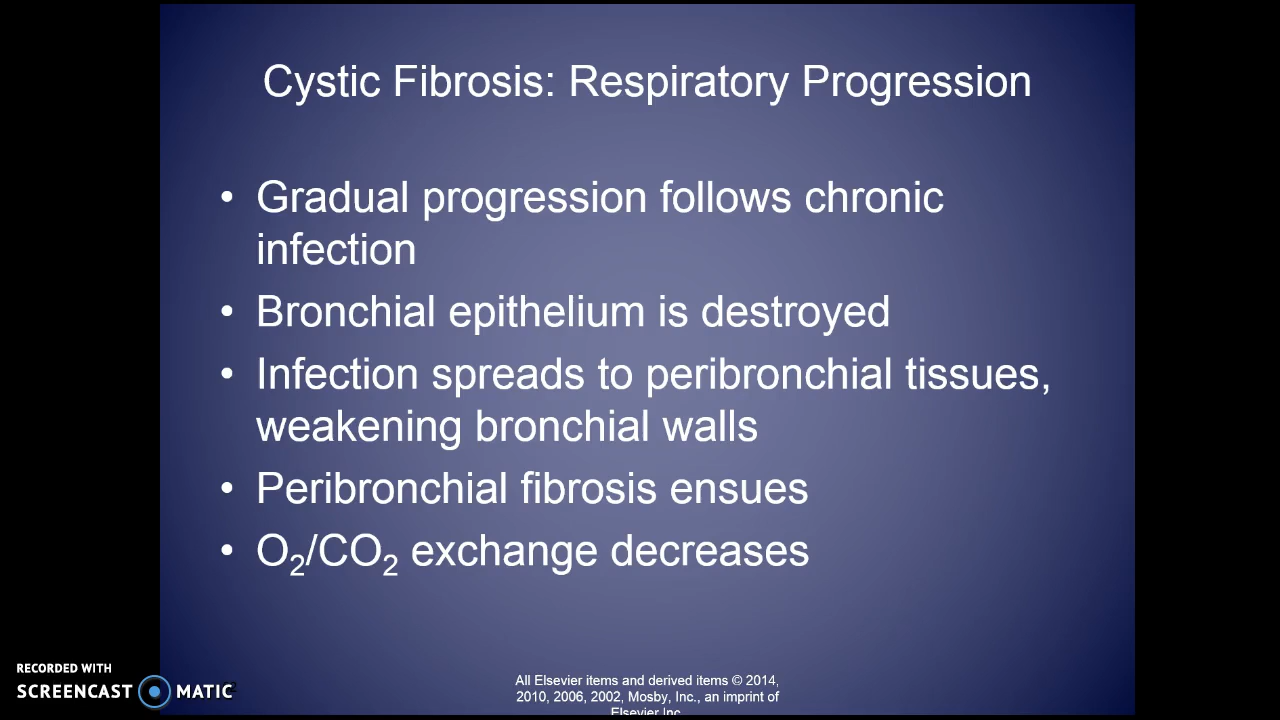 Cystic Fibrosis: Respiratory Progression
• Gradual progression follows chronic
infection
• Bronchial epithelium is destroyed
• Infection spreads to peribronchial tissues,
weakening bronchial walls
• Peribronchial fibrosis ensues
• O₂/CO₂ exchange decreases
RECORDED WITH
SCREENCAST MATIC
All Elsevier items and derived items © 2014,
2010, 2006, 2002, Mosby, Inc., an imprint of
Elsevier Inc.